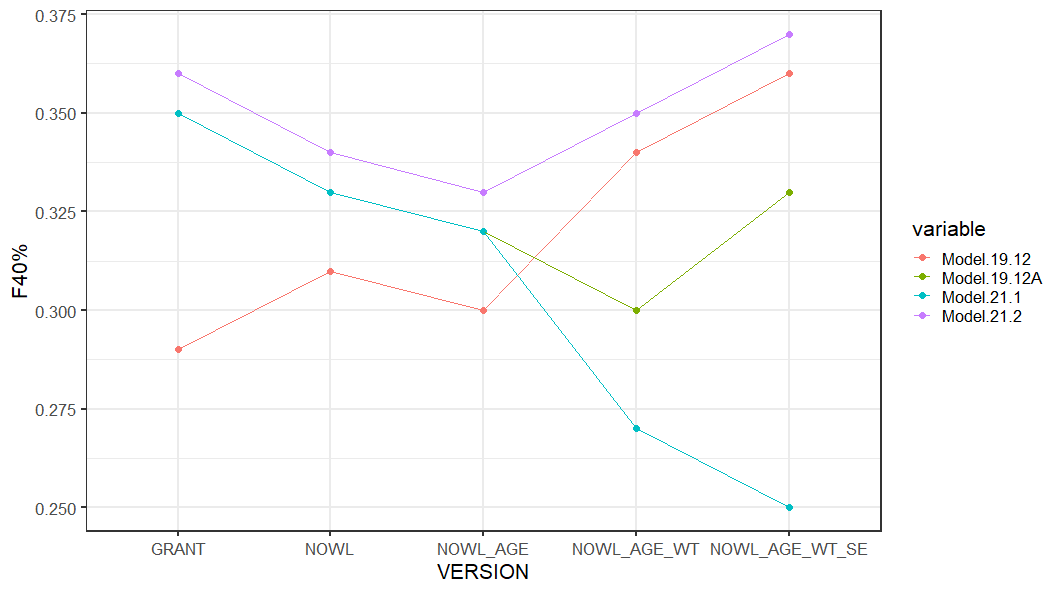 0.375
0.350
0.325
0.300
0.275
0.250
F40%
GRANT
NOWL
NOWL_AGE
NOWL_AGE_WT
NOWL_AGE_WT_SE
VERSION
variable
Model.19.12
Model.19.12A
Model.21.1
Model.21.2